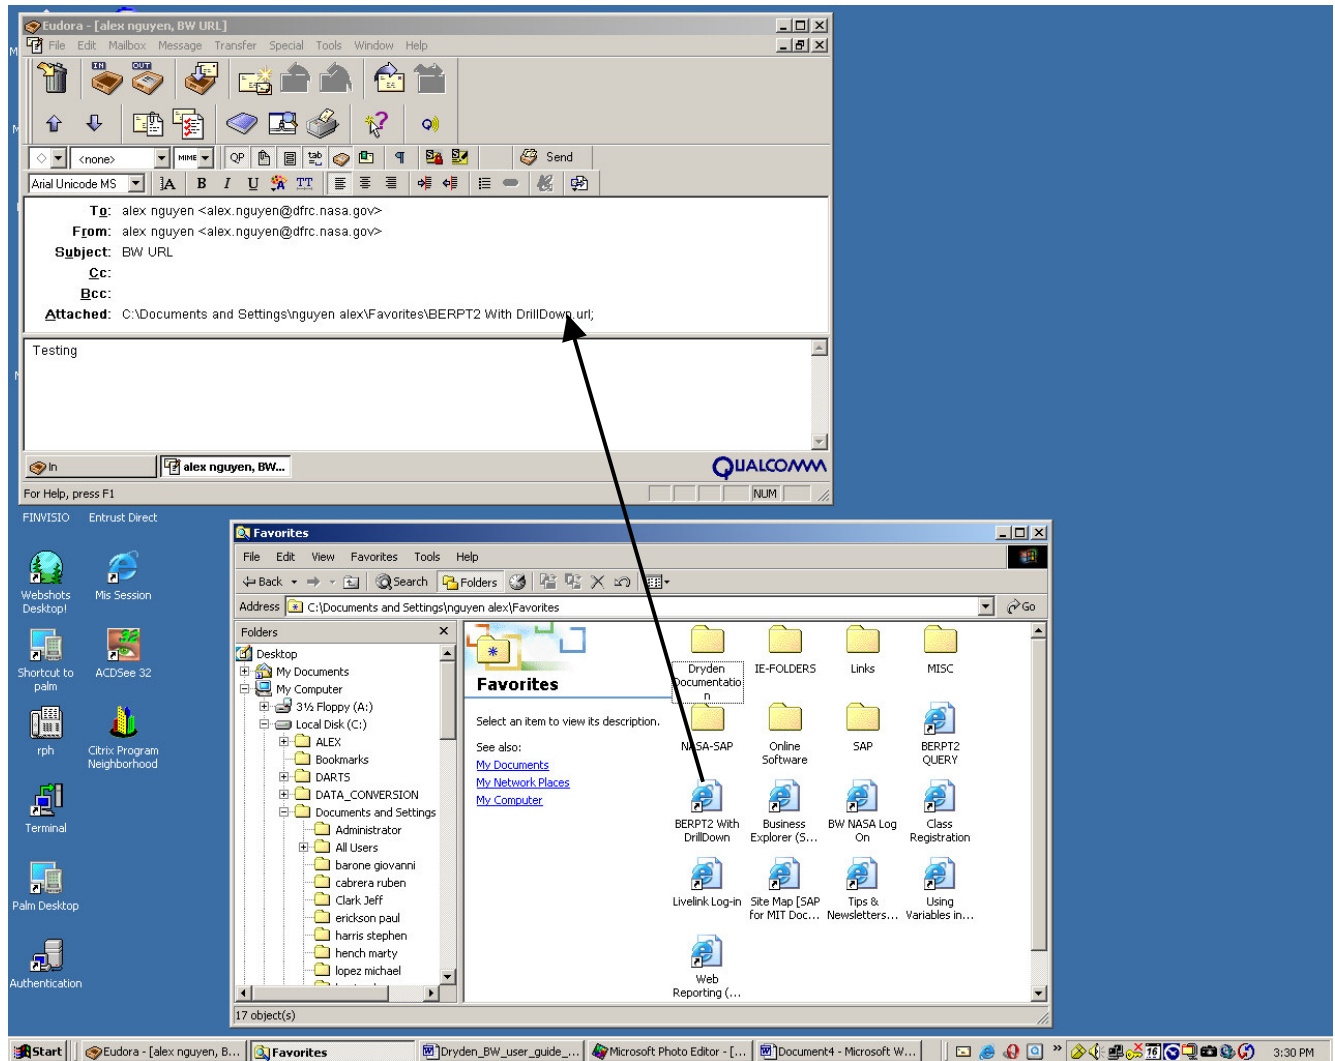 Eudora - [alex nguyen, BW URL]
File Edit Mailbox Message Transfer Special Tools Window Help
IN OUT
<none> MIME QP tab Send
Arial Unicode MS A B I U TT
To: alex nguyen <alex.nguyen@dfrc.nasa.gov>
From: alex nguyen <alex.nguyen@dfrc.nasa.gov>
Subject: BW URL
Cc:
Bcc:
Attached: C:\Documents and Settings\nguyen alex\Favorites\BERPT2 With DrillDown.url;
Testing
In
alex nguyen, BW...
QUALCOMM
For Help, press F1
NUM
FINVISIO
Entrust Direct
Webshots
Desktop!
Mis Session
Shortcut to
palm
ACDSee 32
rph
Citrix Program
Neighborhood
Terminal
Palm Desktop
Authentication
Favorites
File Edit View Favorites Tools Help
Back Search Folders
Address C:\Documents and Settings\nguyen alex\Favorites Go
Folders
Desktop
My Documents
My Computer
3½ Floppy (A:)
Local Disk (C:)
ALEX
Bookmarks
DARTS
DATA_CONVERSION
Documents and Settings
Administrator
All Users
barone giovanni
cabrera ruben
Clark Jeff
erickson paul
harris stephen
hench marty
lopez michael
Favorites
Select an item to view its description.
See also:
My Documents
My Network Places
My Computer
Dryden
Documentatio
n
IE-FOLDERS
Links
MISC
NASA-SAP
Online
Software
SAP
BERPT2
QUERY
BERPT2 With
DrillDown
Business
Explorer (S...
BW NASA Log
On
Class
Registration
Livelink Log-in
Site Map [SAP
for MIT Doc...
Tips &
Newsletters...
Using
Variables in...
Web
Reporting (...
17 object(s)
Start
Eudora - [alex nguyen, B...
Favorites
Dryden_BW_user_guide_...
Microsoft Photo Editor - [...
Document4 - Microsoft W...
3:30 PM